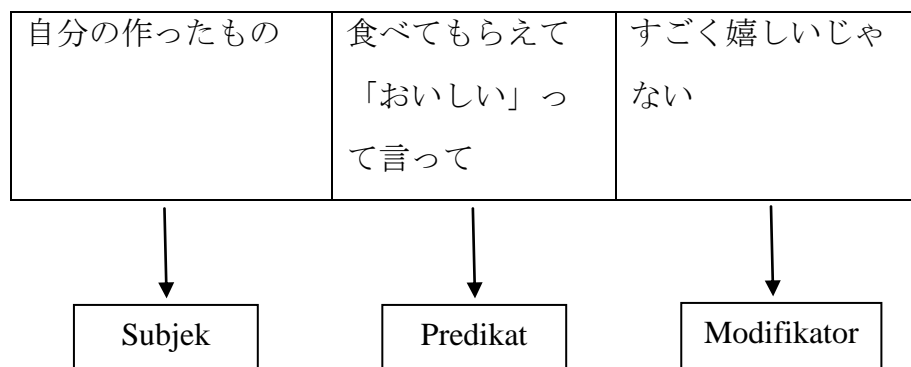 自分の作ったもの
食べてもらえて
「おいしい」っ
て言って
すごく嬉しいじゃ
ない
Subjek
Predikat
Modifikator